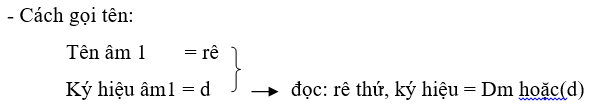 - Cách gọi tên:
Tên âm 1 = rê
Ký hiệu âm1 = d → đọc: rê thứ, ký hiệu = Dm hoặc(d)